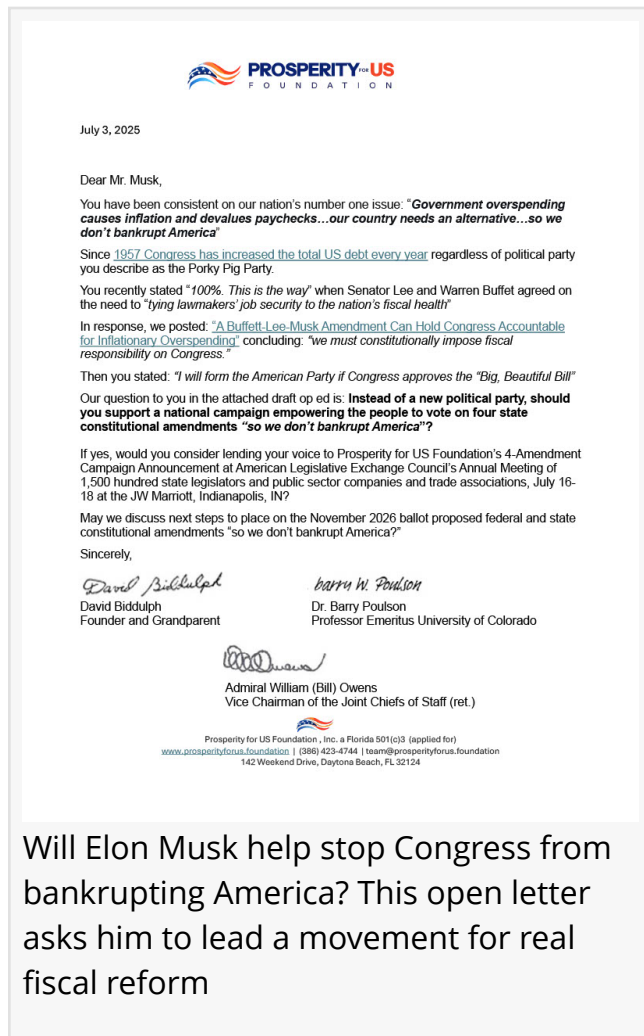 PROSPERITY FOR US
FOUNDATION
July 3, 2025
Dear Mr. Musk,
You have been consistent on our nation's number one issue: "Government overspending
causes inflation and devalues paychecks…our country needs an alternative…so we
don't bankrupt America"
Since 1957 Congress has increased the total US debt every year regardless of political party
you describe as the Porky Pig Party.
You recently stated "100%. This is the way" when Senator Lee and Warren Buffet agreed on
the need to "tying lawmakers' job security to the nation's fiscal health"
In response, we posted: "A Buffett-Lee-Musk Amendment Can Hold Congress Accountable
for Inflationary Overspending" concluding: "we must constitutionally impose fiscal
responsibility on Congress."
Then you stated: "I will form the American Party if Congress approves the "Big, Beautiful Bill"
Our question to you in the attached draft op ed is: Instead of a new political party, should
you support a national campaign empowering the people to vote on four state
constitutional amendments "so we don't bankrupt America"?
If yes, would you consider lending your voice to Prosperity for US Foundation's 4-Amendment
Campaign Announcement at American Legislative Exchange Council's Annual Meeting of
1,500 hundred state legislators and public sector companies and trade associations, July 16-
18 at the JW Marriott, Indianapolis, IN?
May we discuss next steps to place on the November 2026 ballot proposed federal and state
constitutional amendments "so we don't bankrupt America?"
Sincerely,
David Biddulph
barry W. Poulson
David Biddulph
Dr. Barry Poulson
Founder and Grandparent
Professor Emeritus University of Colorado
Admiral William (Bill) Owens
Vice Chairman of the Joint Chiefs of Staff (ret.)
Prosperity for US Foundation , Inc. a Florida 501(c)3 (applied for)
www.prosperityforus.foundation | (386) 423-4744 | team@prosperityforus.foundation
142 Weekend Drive, Daytona Beach, FL 32124
Will Elon Musk help stop Congress from
bankrupting America? This open letter
asks him to lead a movement for real
fiscal reform